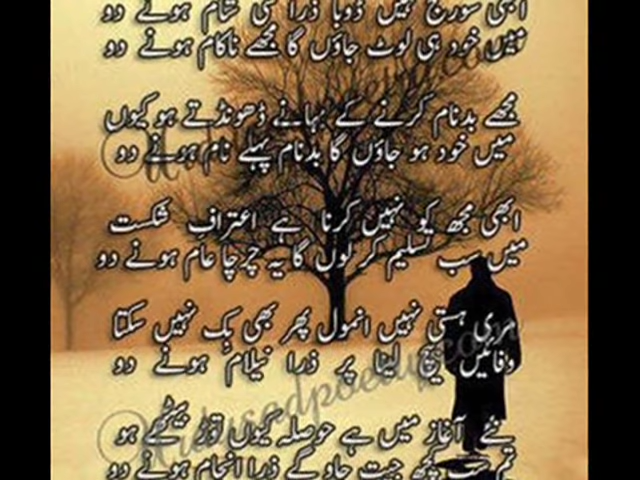 ابھی سورج نہیں ڈوبا ذرا سی شام ہونے دو
میں خود ہی لوٹ جاؤں گا مجھے ناکام ہونے دو
مجھے بدنام کرنے کے بہانے ڈھونڈتے ہو کیوں
میں خود ہو جاؤں گا بدنام پہلے نام ہونے دو
ابھی مجھ کو نہیں کرنا ہے اعتراف شکست
میں سب تسلیم کر لوں گا یہ چرچا عام ہونے دو
مری ہستی نہیں انمول پھر بھی بک نہیں سکتا
وفائیں بیچ لینا پر ذرا نیلام ہونے دو
نئے آغاز میں ہی حوصلہ کیوں توڑ بیٹھے ہو
تم سب کچھ جیت جاو گے ذرا انجام ہونے دو